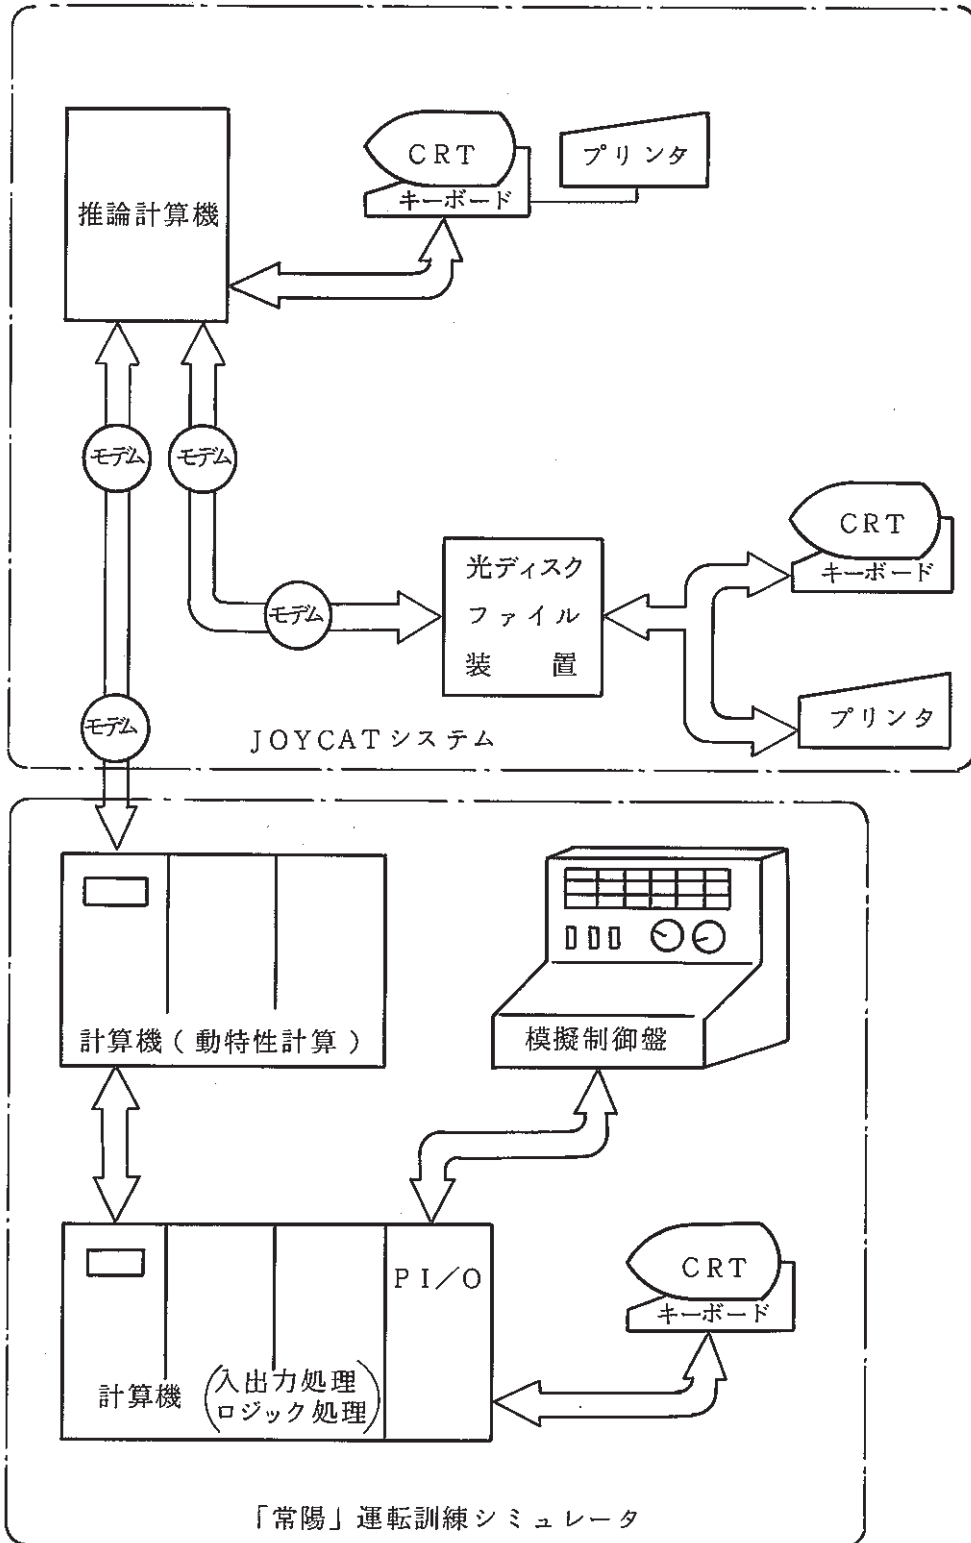 CRT
キーボード
プリンタ
推論計算機
モデム
モデム
CRT
キーボード
光ディスク
ファイル
装置
モデム
プリンタ
モデム
JOYCATシステム
計算機(動特性計算)
模擬制御盤
PI/O
CRT
キーボード
計算機
(入出力処理
ロジック処理)
「常陽」運転訓練シミュレータ